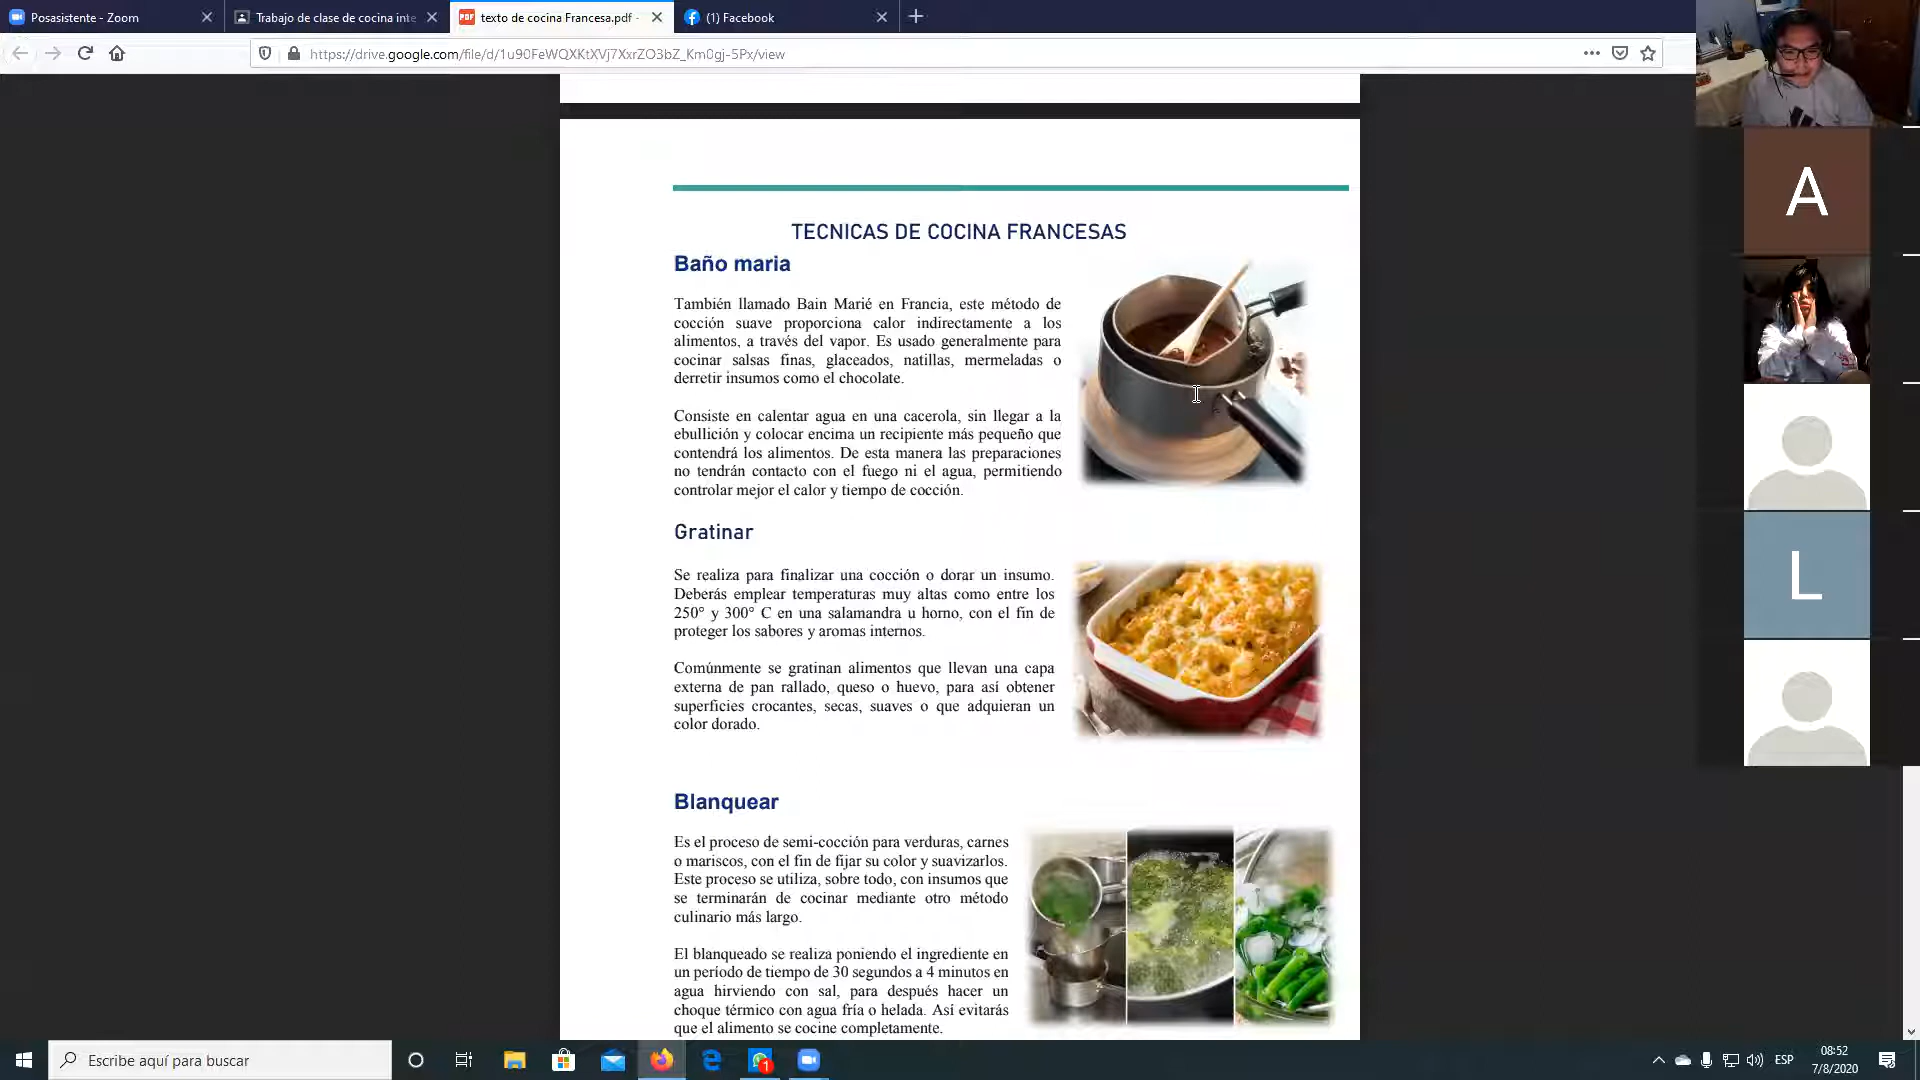 Posasistente - Zoom
Trabajo de clase de cocina inte
texto de cocina Francesa.pdf -
(1) Facebook
https://drive.google.com/file/d/1u90FeWQXKtXVj7XxrZO3bZ_Km0gj-5Px/view
A
L
TECNICAS DE COCINA FRANCESAS
Baño maria
También llamado Bain Marié en Francia, este método de
cocción suave proporciona calor indirectamente a los
alimentos, a través del vapor. Es usado generalmente para
cocinar salsas finas, glaceados, natillas, mermeladas o
derretir insumos como el chocolate.
Consiste en calentar agua en una cacerola, sin llegar a la
ebullición y colocar encima un recipiente más pequeño que
contendrá los alimentos. De esta manera las preparaciones
no tendrán contacto con el fuego ni el agua, permitiendo
controlar mejor el calor y tiempo de cocción.
Gratinar
Se realiza para finalizar una cocción o dorar un insumo.
Deberás emplear temperaturas muy altas como entre los
250° y 300° C en una salamandra u horno, con el fin de
proteger los sabores y aromas internos.
Comúnmente se gratinan alimentos que llevan una capa
externa de pan rallado, queso o huevo, para así obtener
superficies crocantes, secas, suaves o que adquieran un
color dorado.
Blanquear
Es el proceso de semi-cocción para verduras, carnes
o mariscos, con el fin de fijar su color y suavizarlos.
Este proceso se utiliza, sobre todo, con insumos que
se terminarán de cocinar mediante otro método
culinario más largo.
El blanqueado se realiza poniendo el ingrediente en
un período de tiempo de 30 segundos a 4 minutos en
agua hirviendo con sal, para después hacer un
choque térmico con agua fría o helada. Así evitarás
que el alimento se cocine completamente.
Escribe aquí para buscar
1
ESP
08:52
7/8/2020